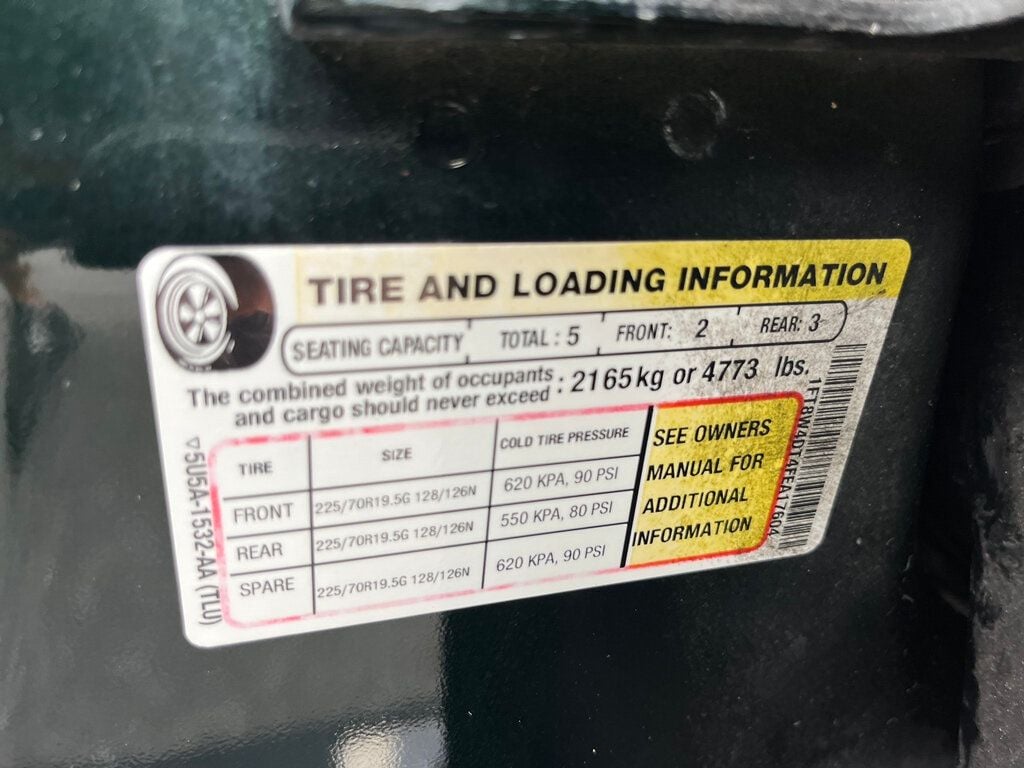 TIRE AND LOADING INFORMATION
SEATING CAPACITY TOTAL: 5 FRONT: 2 REAR: 3
The combined weight of occupants
and cargo should never exceed : 2165kg or 4773 lbs.
TIRE SIZE COLD TIRE PRESSURE
FRONT 225/70R19.5G 128/126N 620 KPA, 90 PSI
REAR 225/70R19.5G 128/126N 550 KPA, 80 PSI
SPARE 225/70R19.5G 128/126N 620 KPA, 90 PSI
SEE OWNERS
MANUAL FOR
ADDITIONAL
INFORMATION
▽5U5A-1532-AA (TLU)
1FT8W4DT4FEA17604